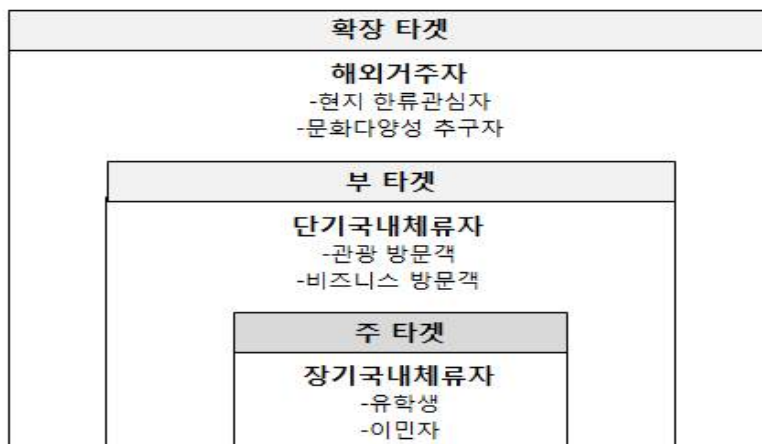 확장 타겟
해외거주자
-현지 한류관심자
-문화다양성 추구자
부 타겟
단기국내체류자
-관광 방문객
-비즈니스 방문객
주 타겟
장기국내체류자
-유학생
-이민자